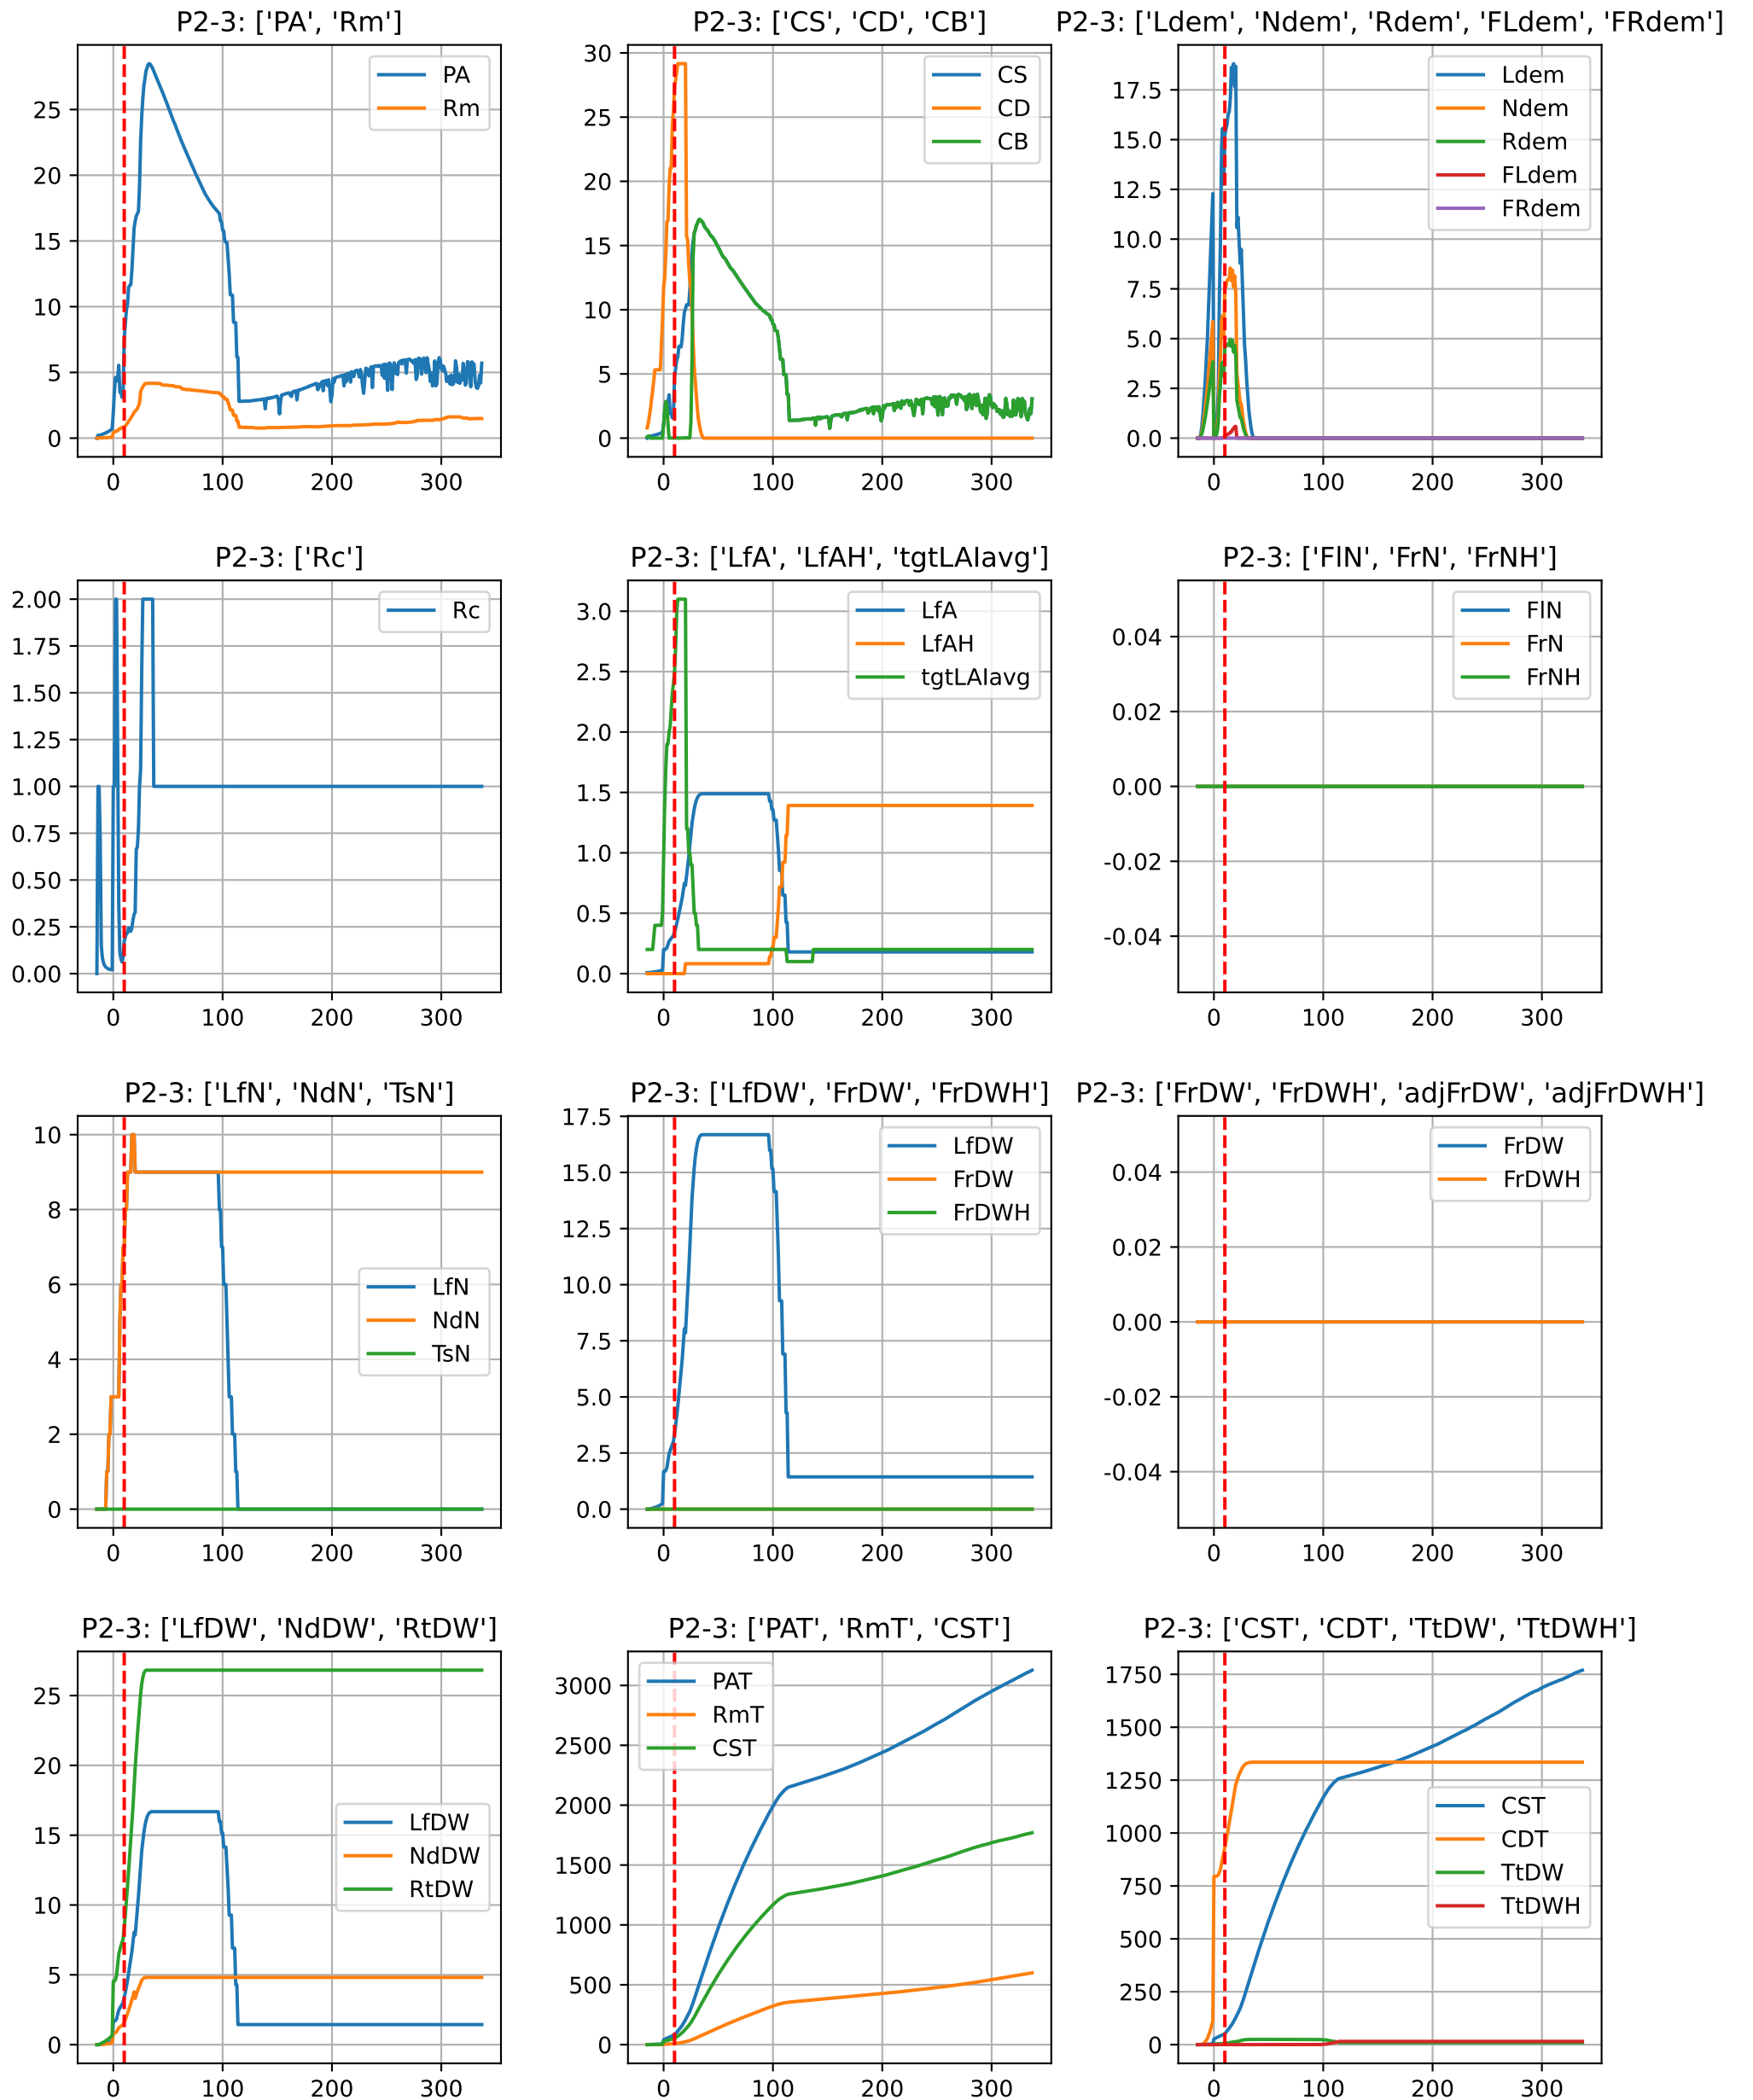 P2-3: ['PA', 'Rm']
PA
Rm
25
20
15
10
5
0
0 100 200 300
P2-3: ['CS', 'CD', 'CB']
CS
CD
CB
30
25
20
15
10
5
0
0 100 200 300
P2-3: ['Ldem', 'Ndem', 'Rdem', 'FLdem', 'FRdem']
Ldem
Ndem
Rdem
FLdem
FRdem
17.5
15.0
12.5
10.0
7.5
5.0
2.5
0.0
0 100 200 300
P2-3: ['Rc']
Rc
2.00
1.75
1.50
1.25
1.00
0.75
0.50
0.25
0.00
0 100 200 300
P2-3: ['LfA', 'LfAH', 'tgtLAIavg']
LfA
LfAH
tgtLAIavg
3.0
2.5
2.0
1.5
1.0
0.5
0.0
0 100 200 300
P2-3: ['FlN', 'FrN', 'FrNH']
FlN
FrN
FrNH
0.04
0.02
0.00
-0.02
-0.04
0 100 200 300
P2-3: ['LfN', 'NdN', 'TsN']
LfN
NdN
TsN
10
8
6
4
2
0
0 100 200 300
P2-3: ['LfDW', 'FrDW', 'FrDWH']
LfDW
FrDW
FrDWH
17.5
15.0
12.5
10.0
7.5
5.0
2.5
0.0
0 100 200 300
P2-3: ['FrDW', 'FrDWH', 'adjFrDW', 'adjFrDWH']
FrDW
FrDWH
0.04
0.02
0.00
-0.02
-0.04
0 100 200 300
P2-3: ['LfDW', 'NdDW', 'RtDW']
LfDW
NdDW
RtDW
25
20
15
10
5
0
0 100 200 300
P2-3: ['PAT', 'RmT', 'CST']
PAT
RmT
CST
3000
2500
2000
1500
1000
500
0
0 100 200 300
P2-3: ['CST', 'CDT', 'TtDW', 'TtDWH']
CST
CDT
TtDW
TtDWH
1750
1500
1250
1000
750
500
250
0
0 100 200 300